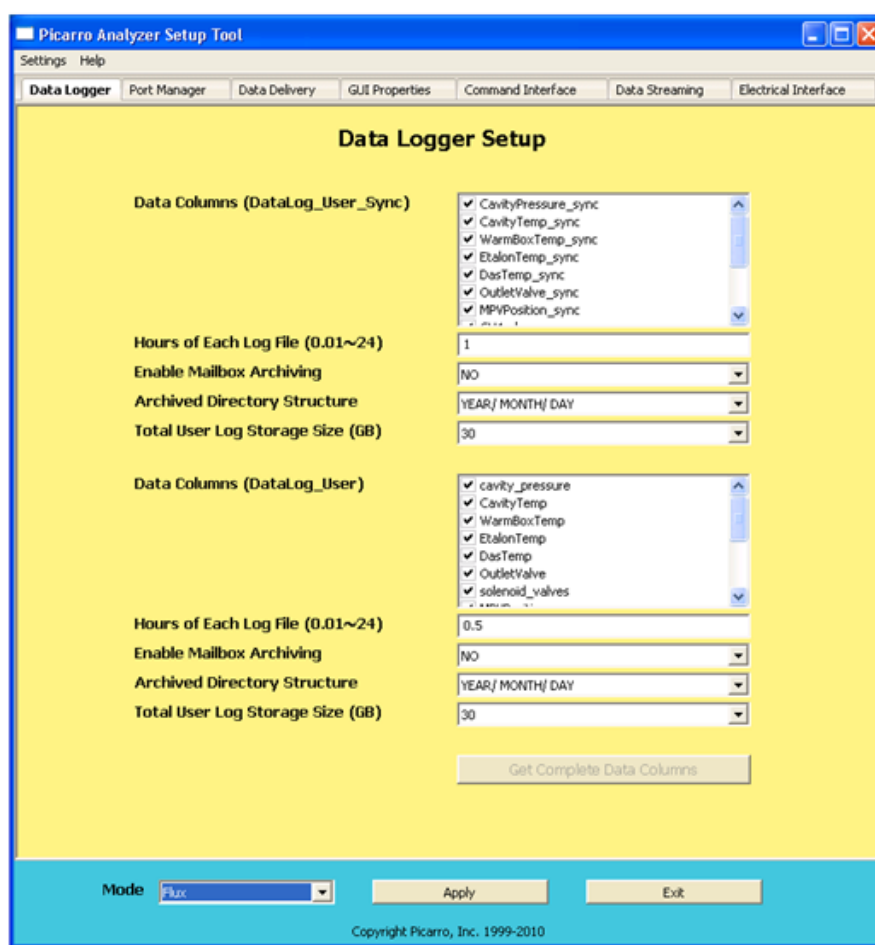 Picarro Analyzer Setup Tool
Settings Help
Data Logger Port Manager Data Delivery GUI Properties Command Interface Data Streaming Electrical Interface
Data Logger Setup
Data Columns (DataLog_User_Sync)
CavityPressure_sync
CavityTemp_sync
WarmBoxTemp_sync
EtalonTemp_sync
DasTemp_sync
OutletValve_sync
MPVPosition_sync
Hours of Each Log File (0.01~24) 1
Enable Mailbox Archiving NO
Archived Directory Structure YEAR/ MONTH/ DAY
Total User Log Storage Size (GB) 30
Data Columns (DataLog_User)
cavity_pressure
CavityTemp
WarmBoxTemp
EtalonTemp
DasTemp
OutletValve
solenoid_valves
Hours of Each Log File (0.01~24) 0.5
Enable Mailbox Archiving NO
Archived Directory Structure YEAR/ MONTH/ DAY
Total User Log Storage Size (GB) 30
Get Complete Data Columns
Mode Flux Apply Exit
Copyright Picarro, Inc. 1999-2010